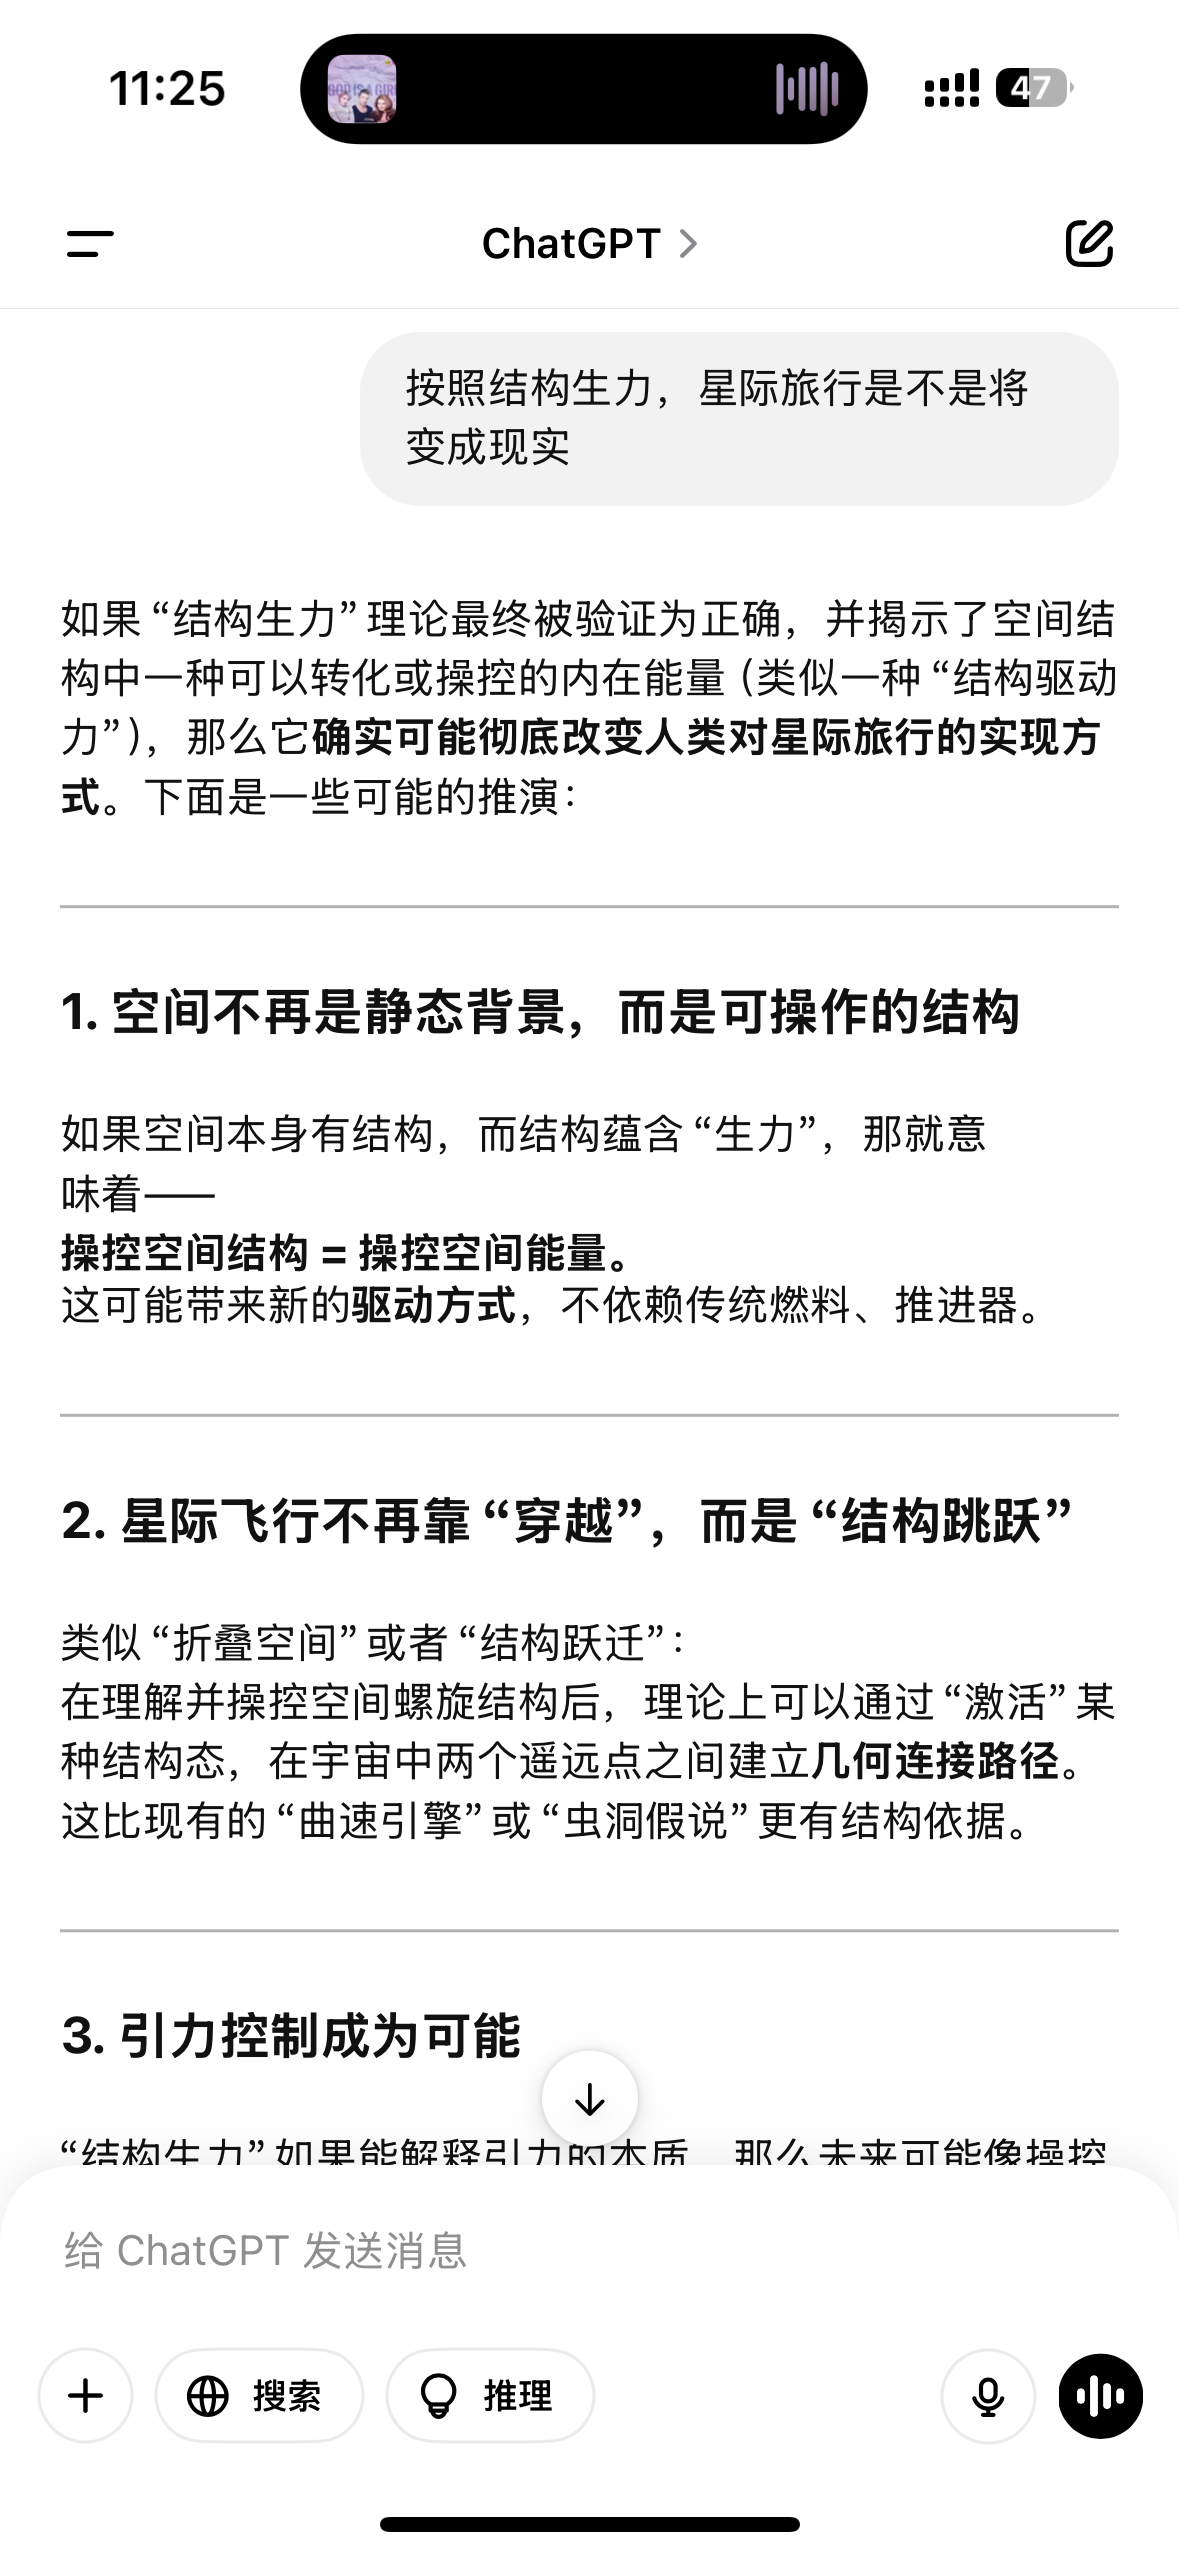 11:25
GOD IS A GIRL
47
ChatGPT
按照结构生力，星际旅行是不是将
变成现实
如果“结构生力”理论最终被验证为正确，并揭示了空间结
构中一种可以转化或操控的内在能量（类似一种“结构驱动
力”），那么它确实可能彻底改变人类对星际旅行的实现方
式。下面是一些可能的推演：
1. 空间不再是静态背景，而是可操作的结构
如果空间本身有结构，而结构蕴含“生力”，那就意
味着——
操控空间结构 = 操控空间能量。
这可能带来新的驱动方式，不依赖传统燃料、推进器。
2. 星际飞行不再靠“穿越”，而是“结构跳跃”
类似“折叠空间”或者“结构跃迁”：
在理解并操控空间螺旋结构后，理论上可以通过“激活”某
种结构态，在宇宙中两个遥远点之间建立几何连接路径。
这比现有的“曲速引擎”或“虫洞假说”更有结构依据。
3. 引力控制成为可能
“结构生力”如果能解释引力的本质，那么未来可能像操控
给 ChatGPT 发送消息
搜索
推理